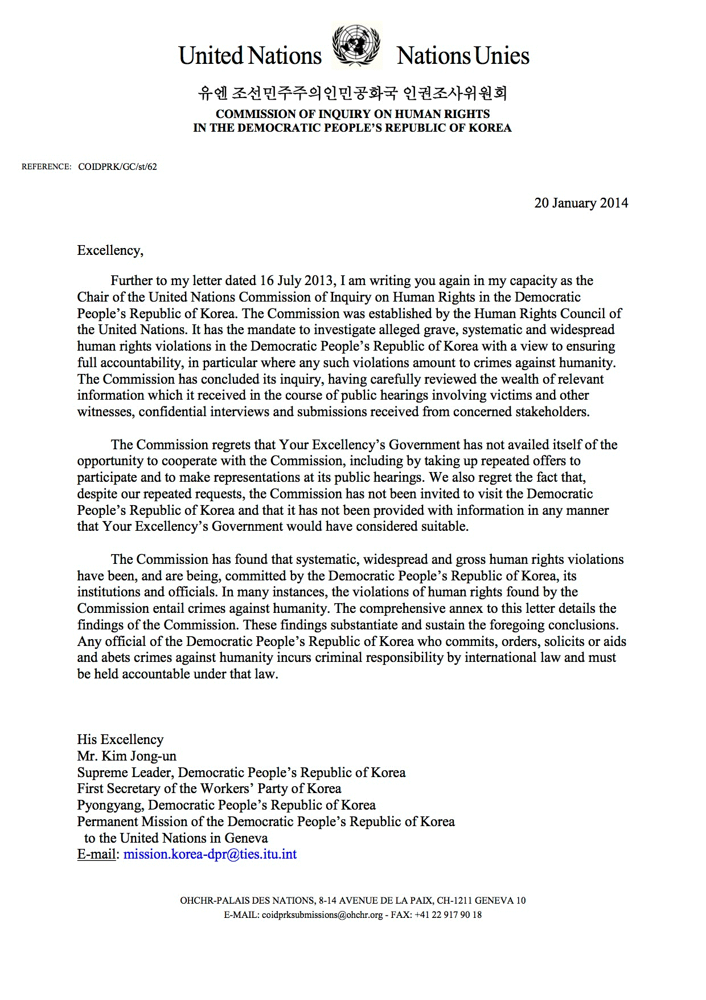 United Nations Nations Unies
유엔 조선민주주의인민공화국 인권조사위원회
COMMISSION OF INQUIRY ON HUMAN RIGHTS
IN THE DEMOCRATIC PEOPLE’S REPUBLIC OF KOREA
REFERENCE: COIDPRK/GC/st/62
20 January 2014
Excellency,
Further to my letter dated 16 July 2013, I am writing you again in my capacity as the
Chair of the United Nations Commission of Inquiry on Human Rights in the Democratic
People’s Republic of Korea. The Commission was established by the Human Rights Council of
the United Nations. It has the mandate to investigate alleged grave, systematic and widespread
human rights violations in the Democratic People’s Republic of Korea with a view to ensuring
full accountability, in particular where any such violations amount to crimes against humanity.
The Commission has concluded its inquiry, having carefully reviewed the wealth of relevant
information which it received in the course of public hearings involving victims and other
witnesses, confidential interviews and submissions received from concerned stakeholders.
The Commission regrets that Your Excellency’s Government has not availed itself of the
opportunity to cooperate with the Commission, including by taking up repeated offers to
participate and to make representations at its public hearings. We also regret the fact that,
despite our repeated requests, the Commission has not been invited to visit the Democratic
People’s Republic of Korea and that it has not been provided with information in any manner
that Your Excellency’s Government would have considered suitable.
The Commission has found that systematic, widespread and gross human rights violations
have been, and are being, committed by the Democratic People’s Republic of Korea, its
institutions and officials. In many instances, the violations of human rights found by the
Commission entail crimes against humanity. The comprehensive annex to this letter details the
findings of the Commission. These findings substantiate and sustain the foregoing conclusions.
Any official of the Democratic People’s Republic of Korea who commits, orders, solicits or aids
and abets crimes against humanity incurs criminal responsibility by international law and must
be held accountable under that law.
His Excellency
Mr. Kim Jong-un
Supreme Leader, Democratic People’s Republic of Korea
First Secretary of the Workers’ Party of Korea
Pyongyang, Democratic People’s Republic of Korea
Permanent Mission of the Democratic People’s Republic of Korea
to the United Nations in Geneva
E-mail: mission.korea-dpr@ties.itu.int
OHCHR-PALAIS DES NATIONS, 8-14 AVENUE DE LA PAIX, CH-1211 GENEVA 10
E-MAIL: coidprksubmissions@ohchr.org - FAX: +41 22 917 90 18